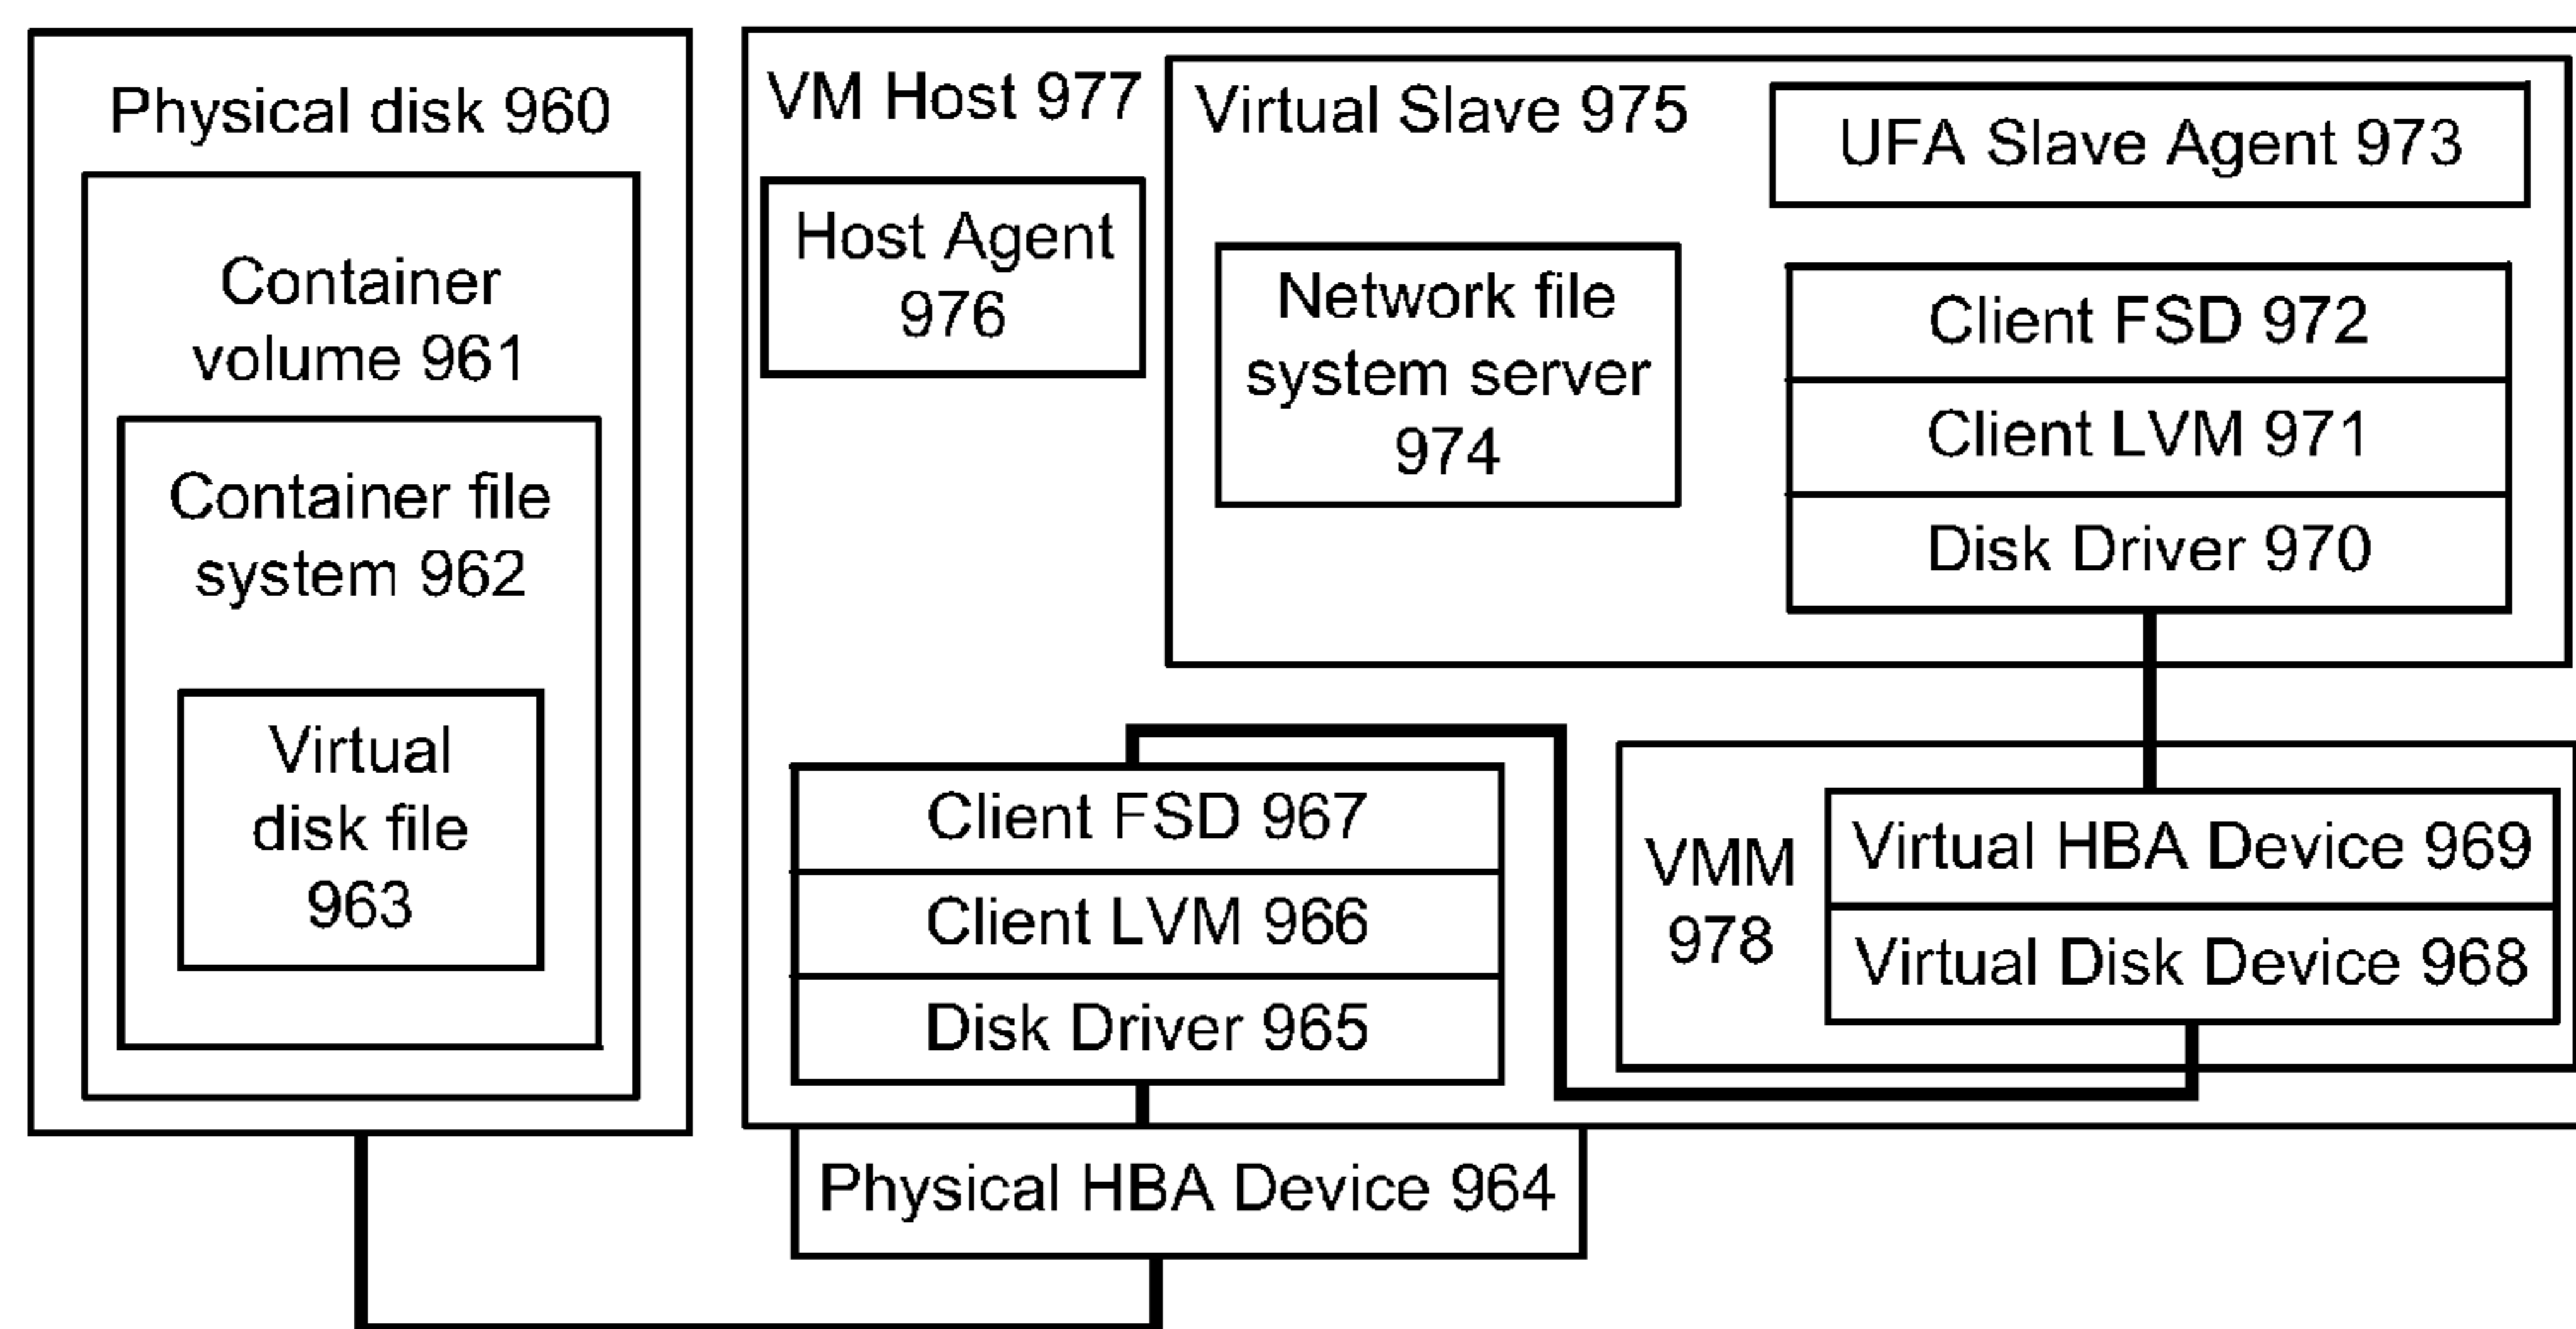 Physical disk 960
Container
volume 961
Container file
system 962
Virtual
disk file
963
VM Host 977
Host Agent
976
Virtual Slave 975
UFA Slave Agent 973
Network file
system server
974
Client FSD 972
Client LVM 971
Disk Driver 970
Client FSD 967
Client LVM 966
Disk Driver 965
VMM
978
Virtual HBA Device 969
Virtual Disk Device 968
Physical HBA Device 964